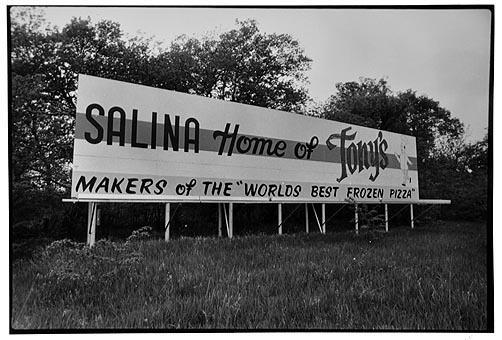 SALINA Home of Tony's
MAKERS of THE "WORLDS BEST FROZEN PIZZA"